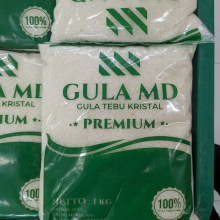 GULA MD
GULA TEBU KRISTAL
PREMIUM
NETTO : 1 KG
100%
100%